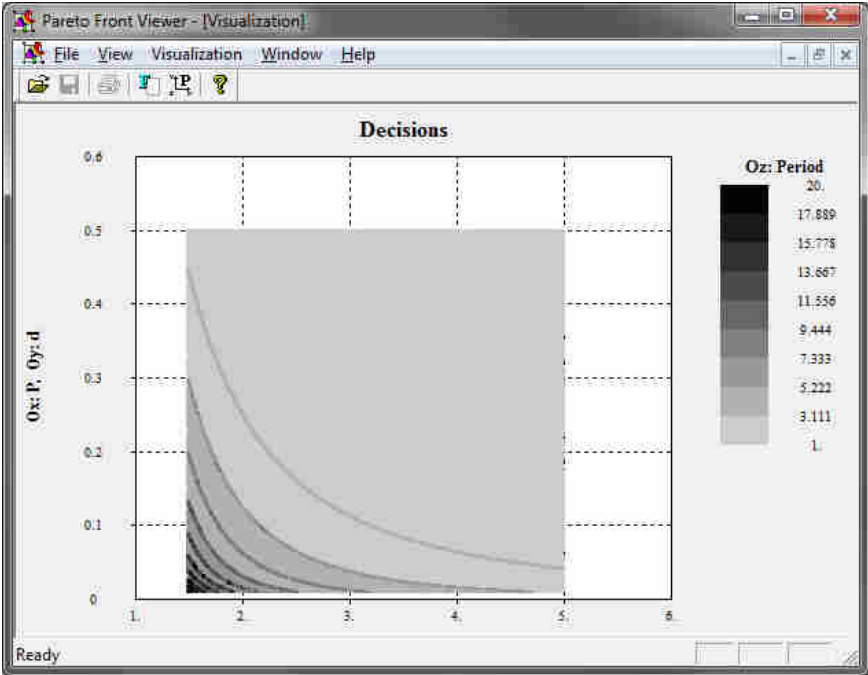 Pareto Front Viewer - [Visualization]
File View Visualization Window Help
Decisions
Oz: Period
20.
17.889
15.778
13.667
11.556
9.444
7.333
5.222
3.111
1.
Ox: P, Oy: d
0.6
0.5
0.4
0.3
0.2
0.1
0
1. 2. 3. 4. 5. 6.
Ready